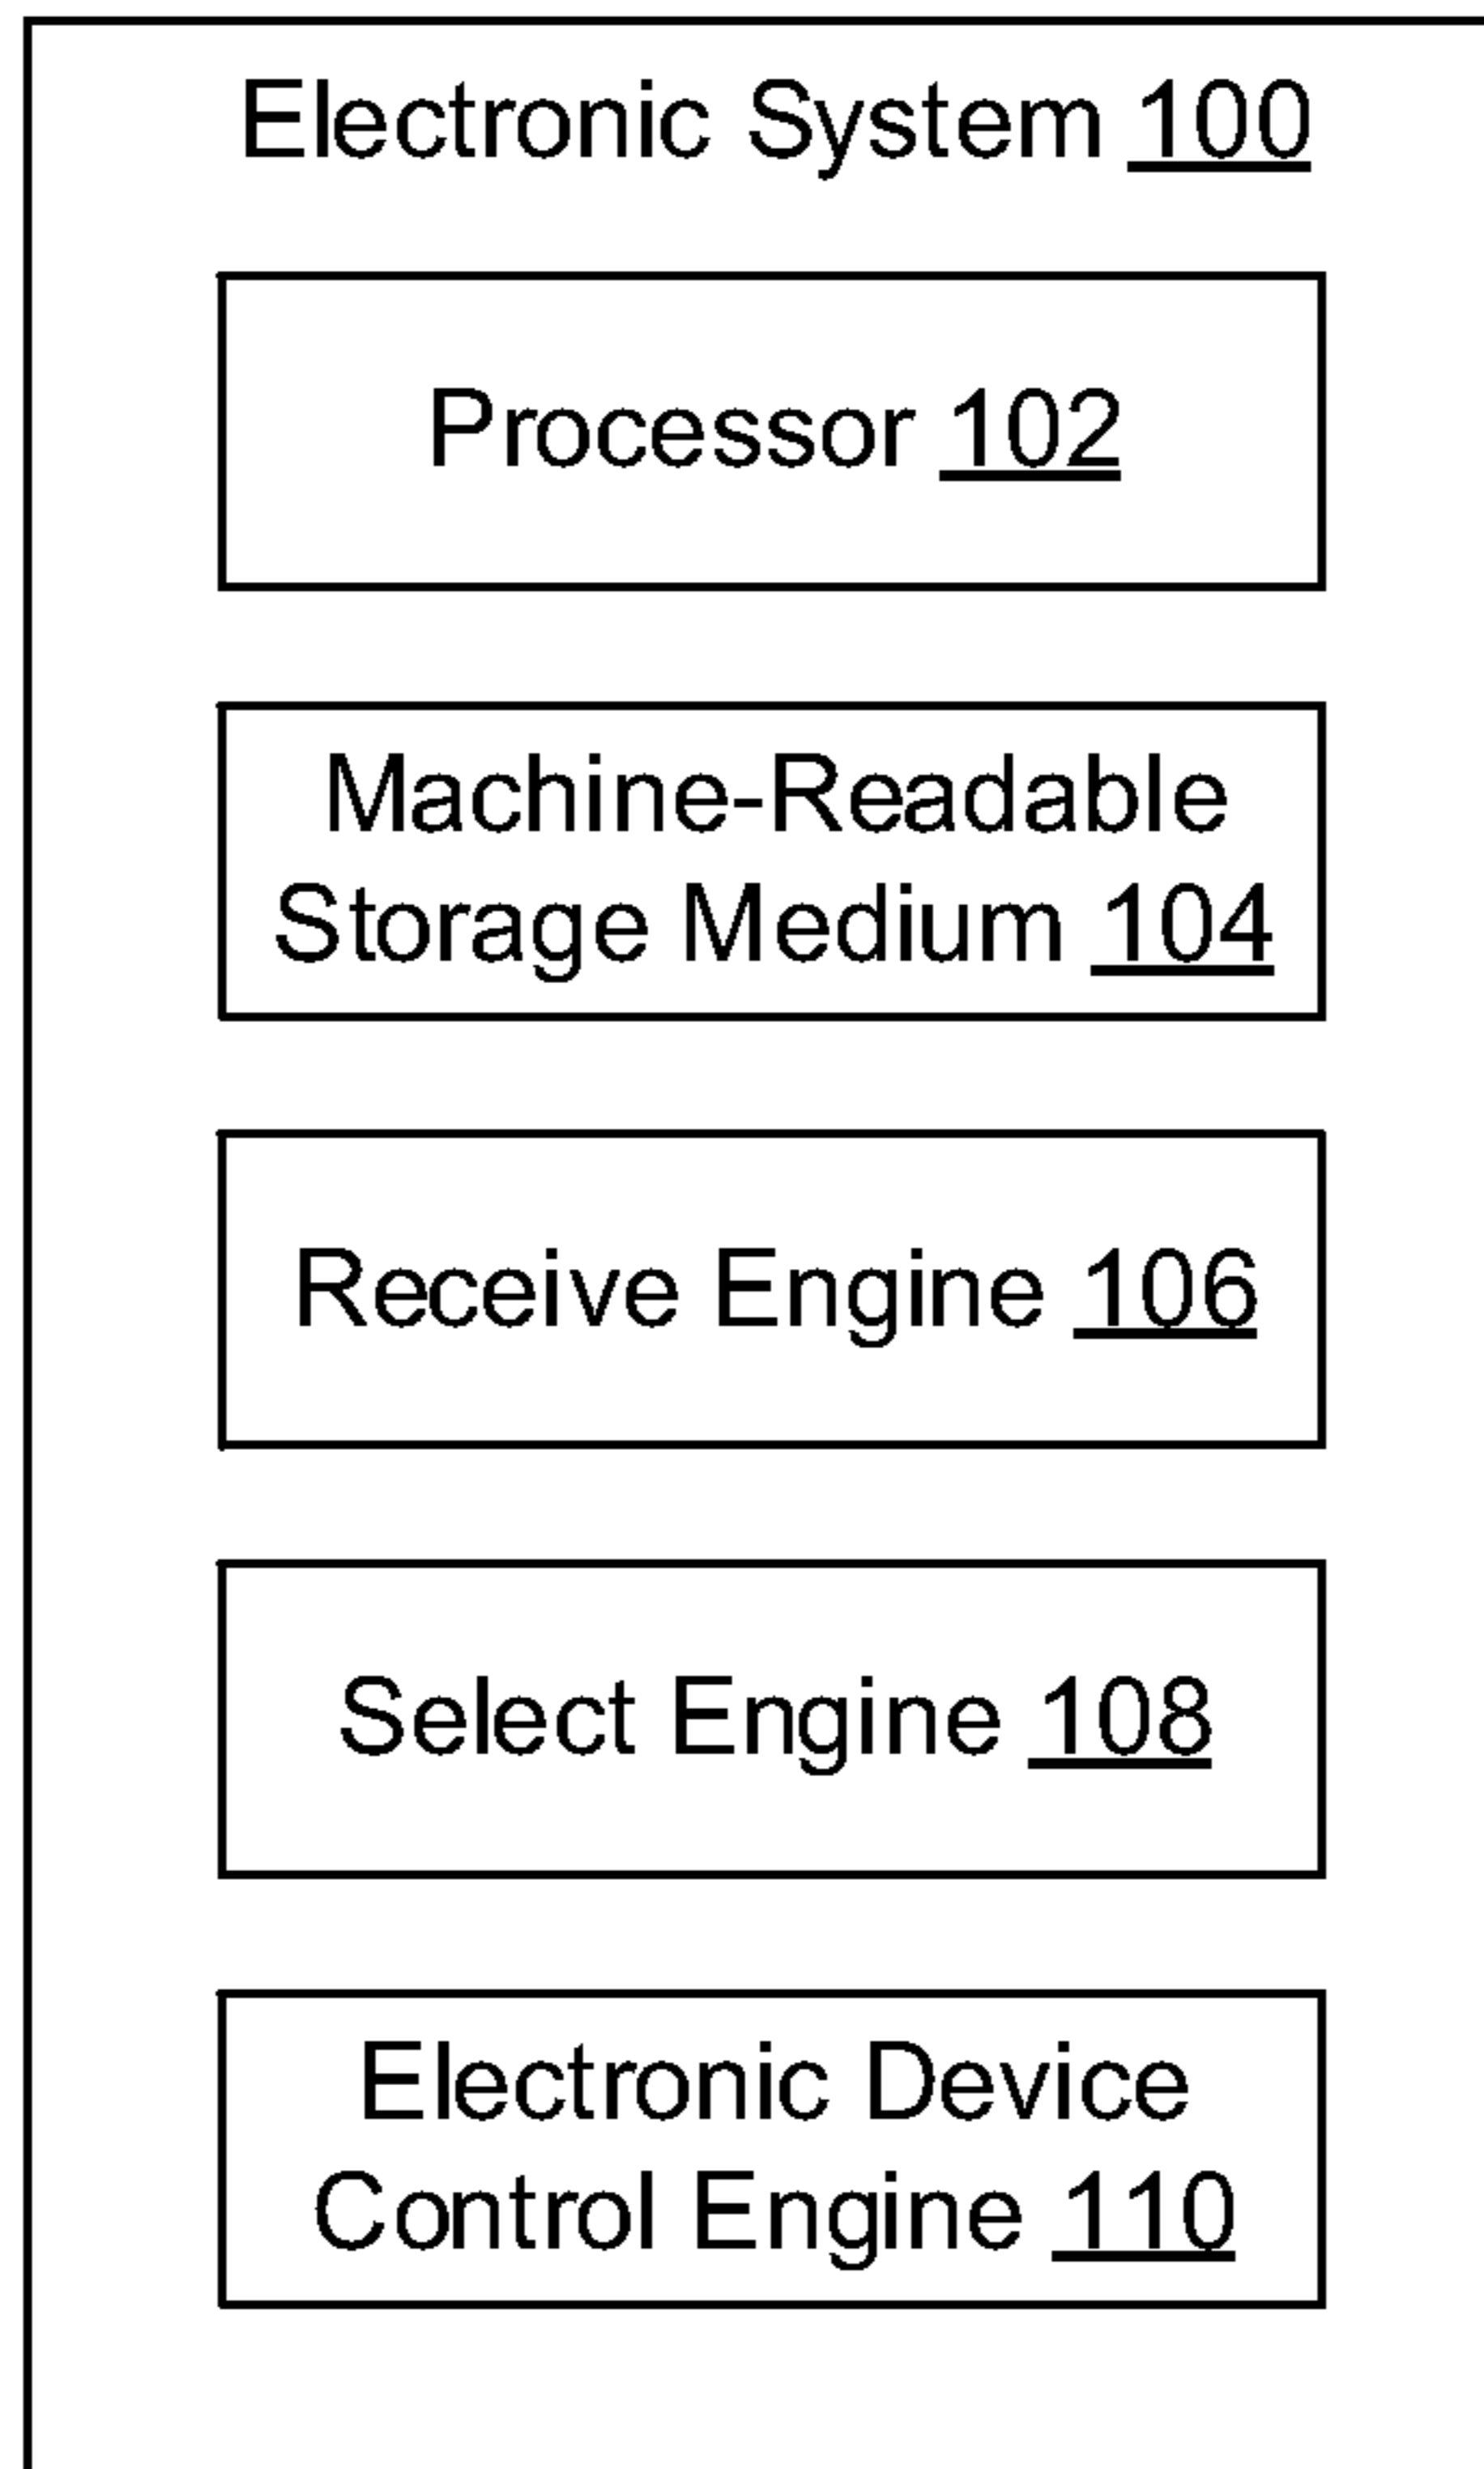 Electronic System 100
Processor 102
Machine-Readable
Storage Medium 104
Receive Engine 106
Select Engine 108
Electronic Device
Control Engine 110